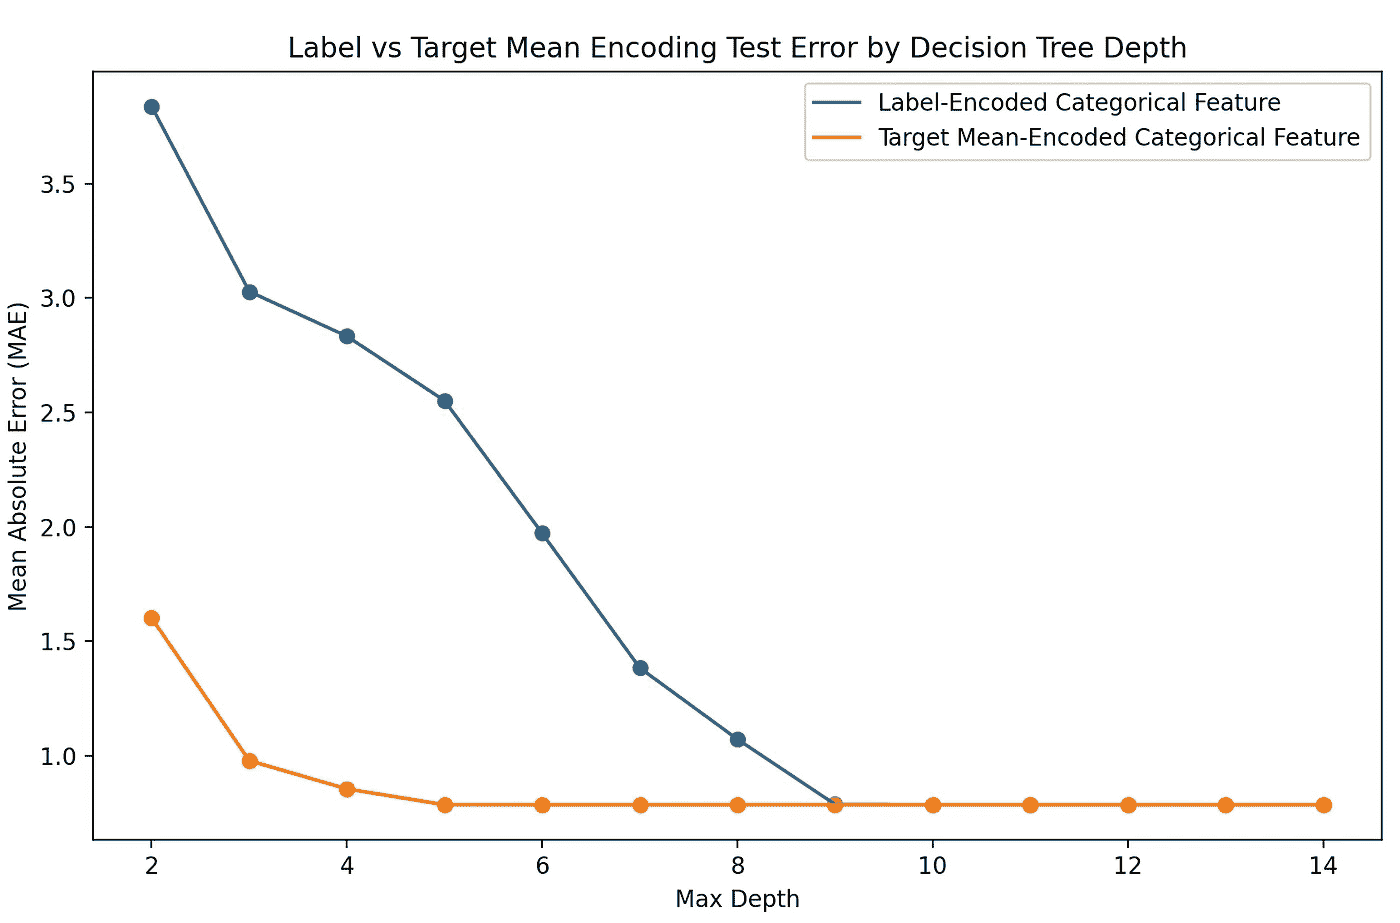 Label vs Target Mean Encoding Test Error by Decision Tree Depth
Label-Encoded Categorical Feature
Target Mean-Encoded Categorical Feature
Mean Absolute Error (MAE)
3.5
3.0
2.5
2.0
1.5
1.0
2 4 6 8 10 12 14
Max Depth